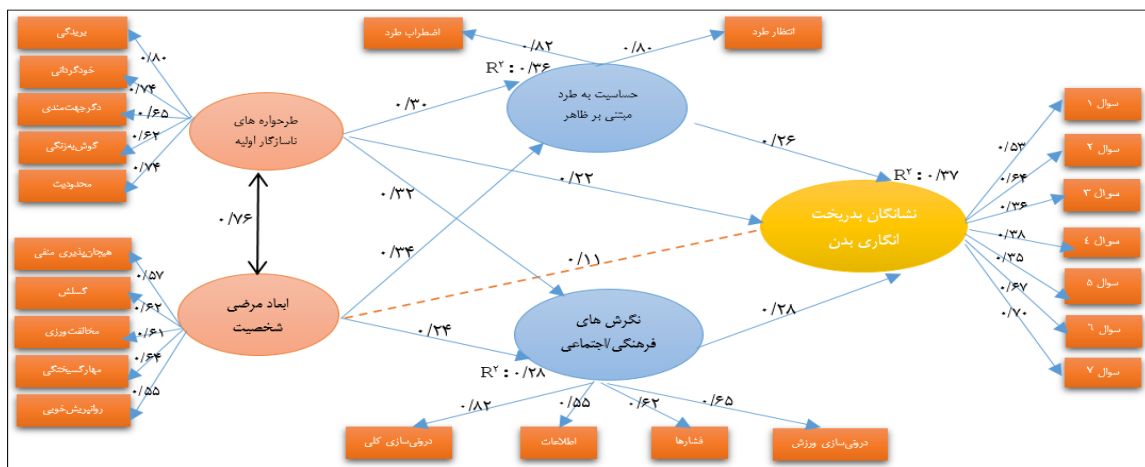 بریدگی
خودگردانی
دگرجهت‌مندی
گوش‌به‌زنگی
محدودیت
۰/۸۰
۰/۷۴
۰/۶۵
۰/۶۲
۰/۷۴
طرحواره های
ناسازگار اولیه
۰/۷۶
هیجان‌پذیری منفی
گسلش
مخالفت‌ورزی
مهارگسیختگی
روانپریش‌خویی
۰/۵۷
۰/۶۲
۰/۶۱
۰/۶۴
۰/۵۵
ابعاد مرضی
شخصیت
اضطراب طرد
انتظار طرد
۰/۸۲
۰/۸۰
R۲ : ۰/۳۶
حساسیت به طرد
مبتنی بر ظاهر
۰/۳۰
۰/۲۲
۰/۳۲
۰/۳۴
۰/۱۱
۰/۲۴
۰/۲۶
۰/۲۸
نگرش های
فرهنگی/اجتماعی
R۲ : ۰/۲۸
۰/۸۲
۰/۵۵
۰/۶۲
۰/۶۵
درونی‌سازی کلی
اطلاعات
فشارها
درونی‌سازی ورزش
R۲ : ۰/۳۷
نشانگان بدریخت
انگاری بدن
۰/۵۳
۰/۶۴
۰/۳۶
۰/۳۸
۰/۳۵
۰/۶۷
۰/۷۰
سوال ۱
سوال ۲
سوال ۳
سوال ٤
سوال ۵
سوال ٦
سوال ۷